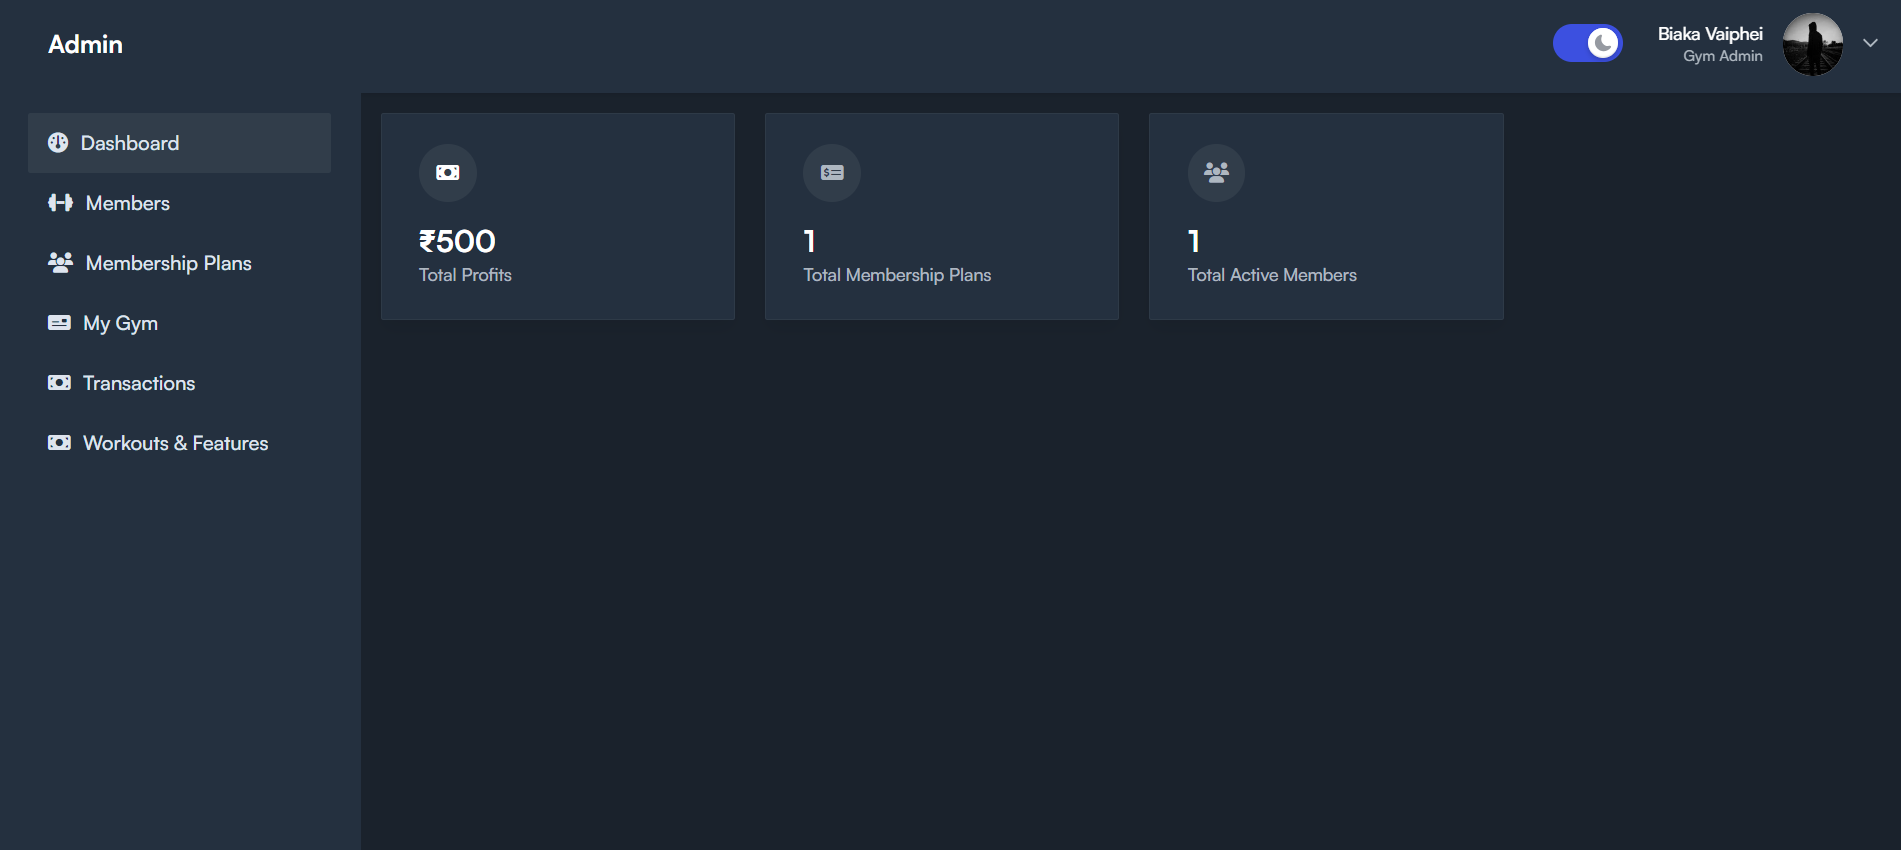 Admin
Biaka Vaiphei
Gym Admin
Dashboard
Members
Membership Plans
My Gym
Transactions
Workouts & Features
₹500
Total Profits
1
Total Membership Plans
1
Total Active Members